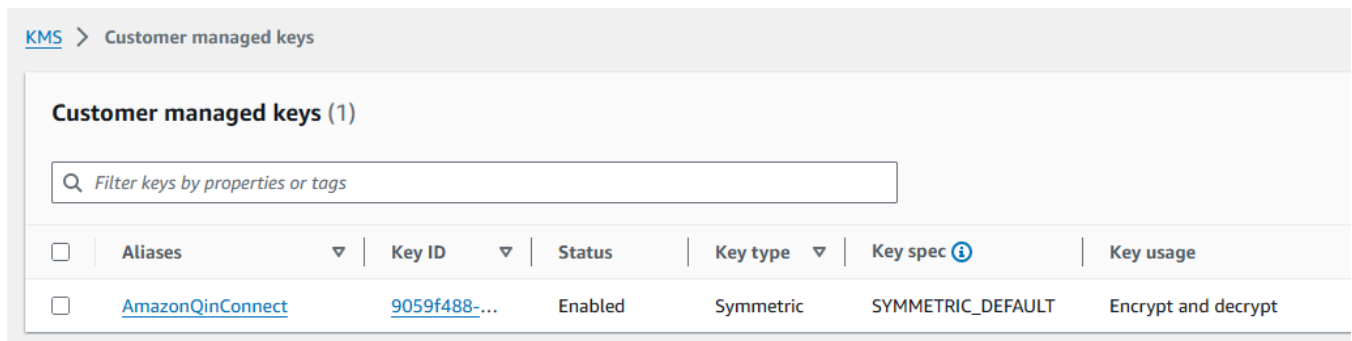 KMS > Customer managed keys
Customer managed keys (1)
Filter keys by properties or tags
Aliases Key ID Status Key type Key spec Key usage
AmazonQinConnect 9059f488-... Enabled Symmetric SYMMETRIC_DEFAULT Encrypt and decrypt